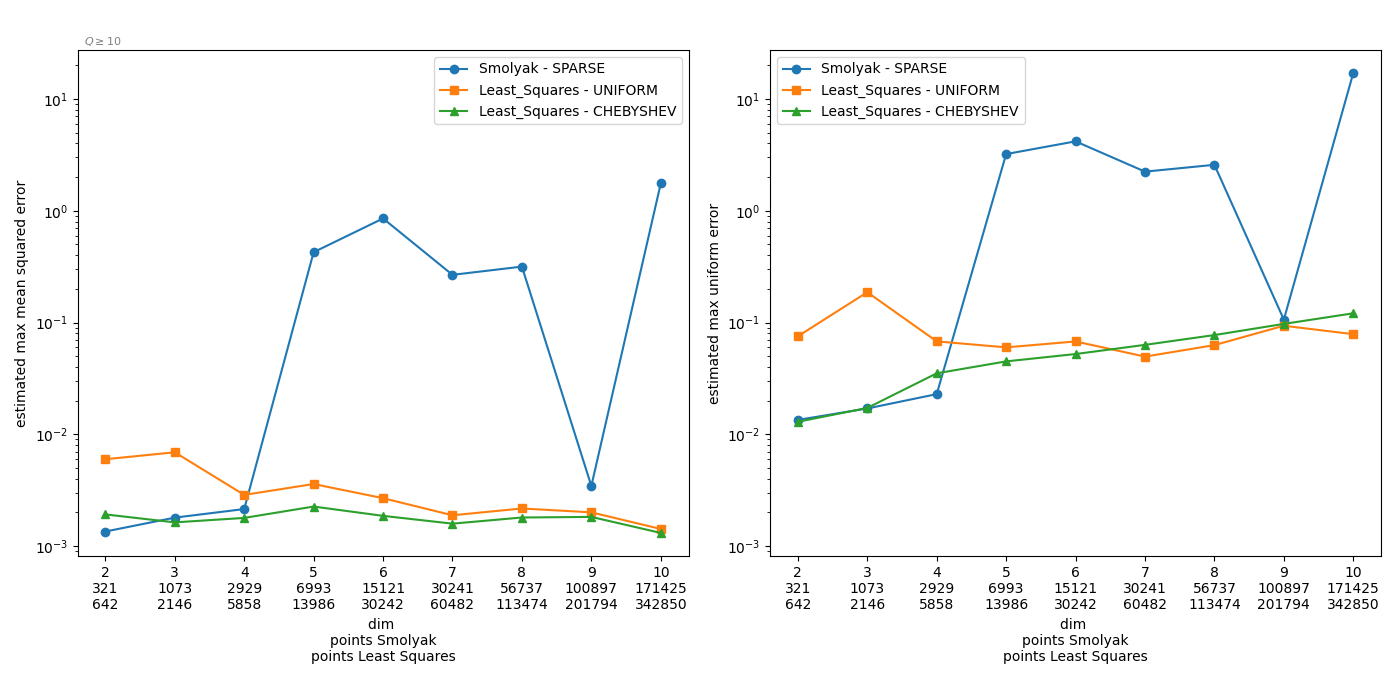 Q ≥ 10
estimated max mean squared error
10¹
10⁰
10⁻¹
10⁻²
10⁻³
Smolyak - SPARSE
Least_Squares - UNIFORM
Least_Squares - CHEBYSHEV
2 3 4 5 6 7 8 9 10
321 1073 2929 6993 15121 30241 56737 100897 171425
642 2146 5858 13986 30242 60482 113474 201794 342850
dim
points Smolyak
points Least Squares
estimated max uniform error
10¹
10⁰
10⁻¹
10⁻²
10⁻³
Smolyak - SPARSE
Least_Squares - UNIFORM
Least_Squares - CHEBYSHEV
2 3 4 5 6 7 8 9 10
321 1073 2929 6993 15121 30241 56737 100897 171425
642 2146 5858 13986 30242 60482 113474 201794 342850
dim
points Smolyak
points Least Squares